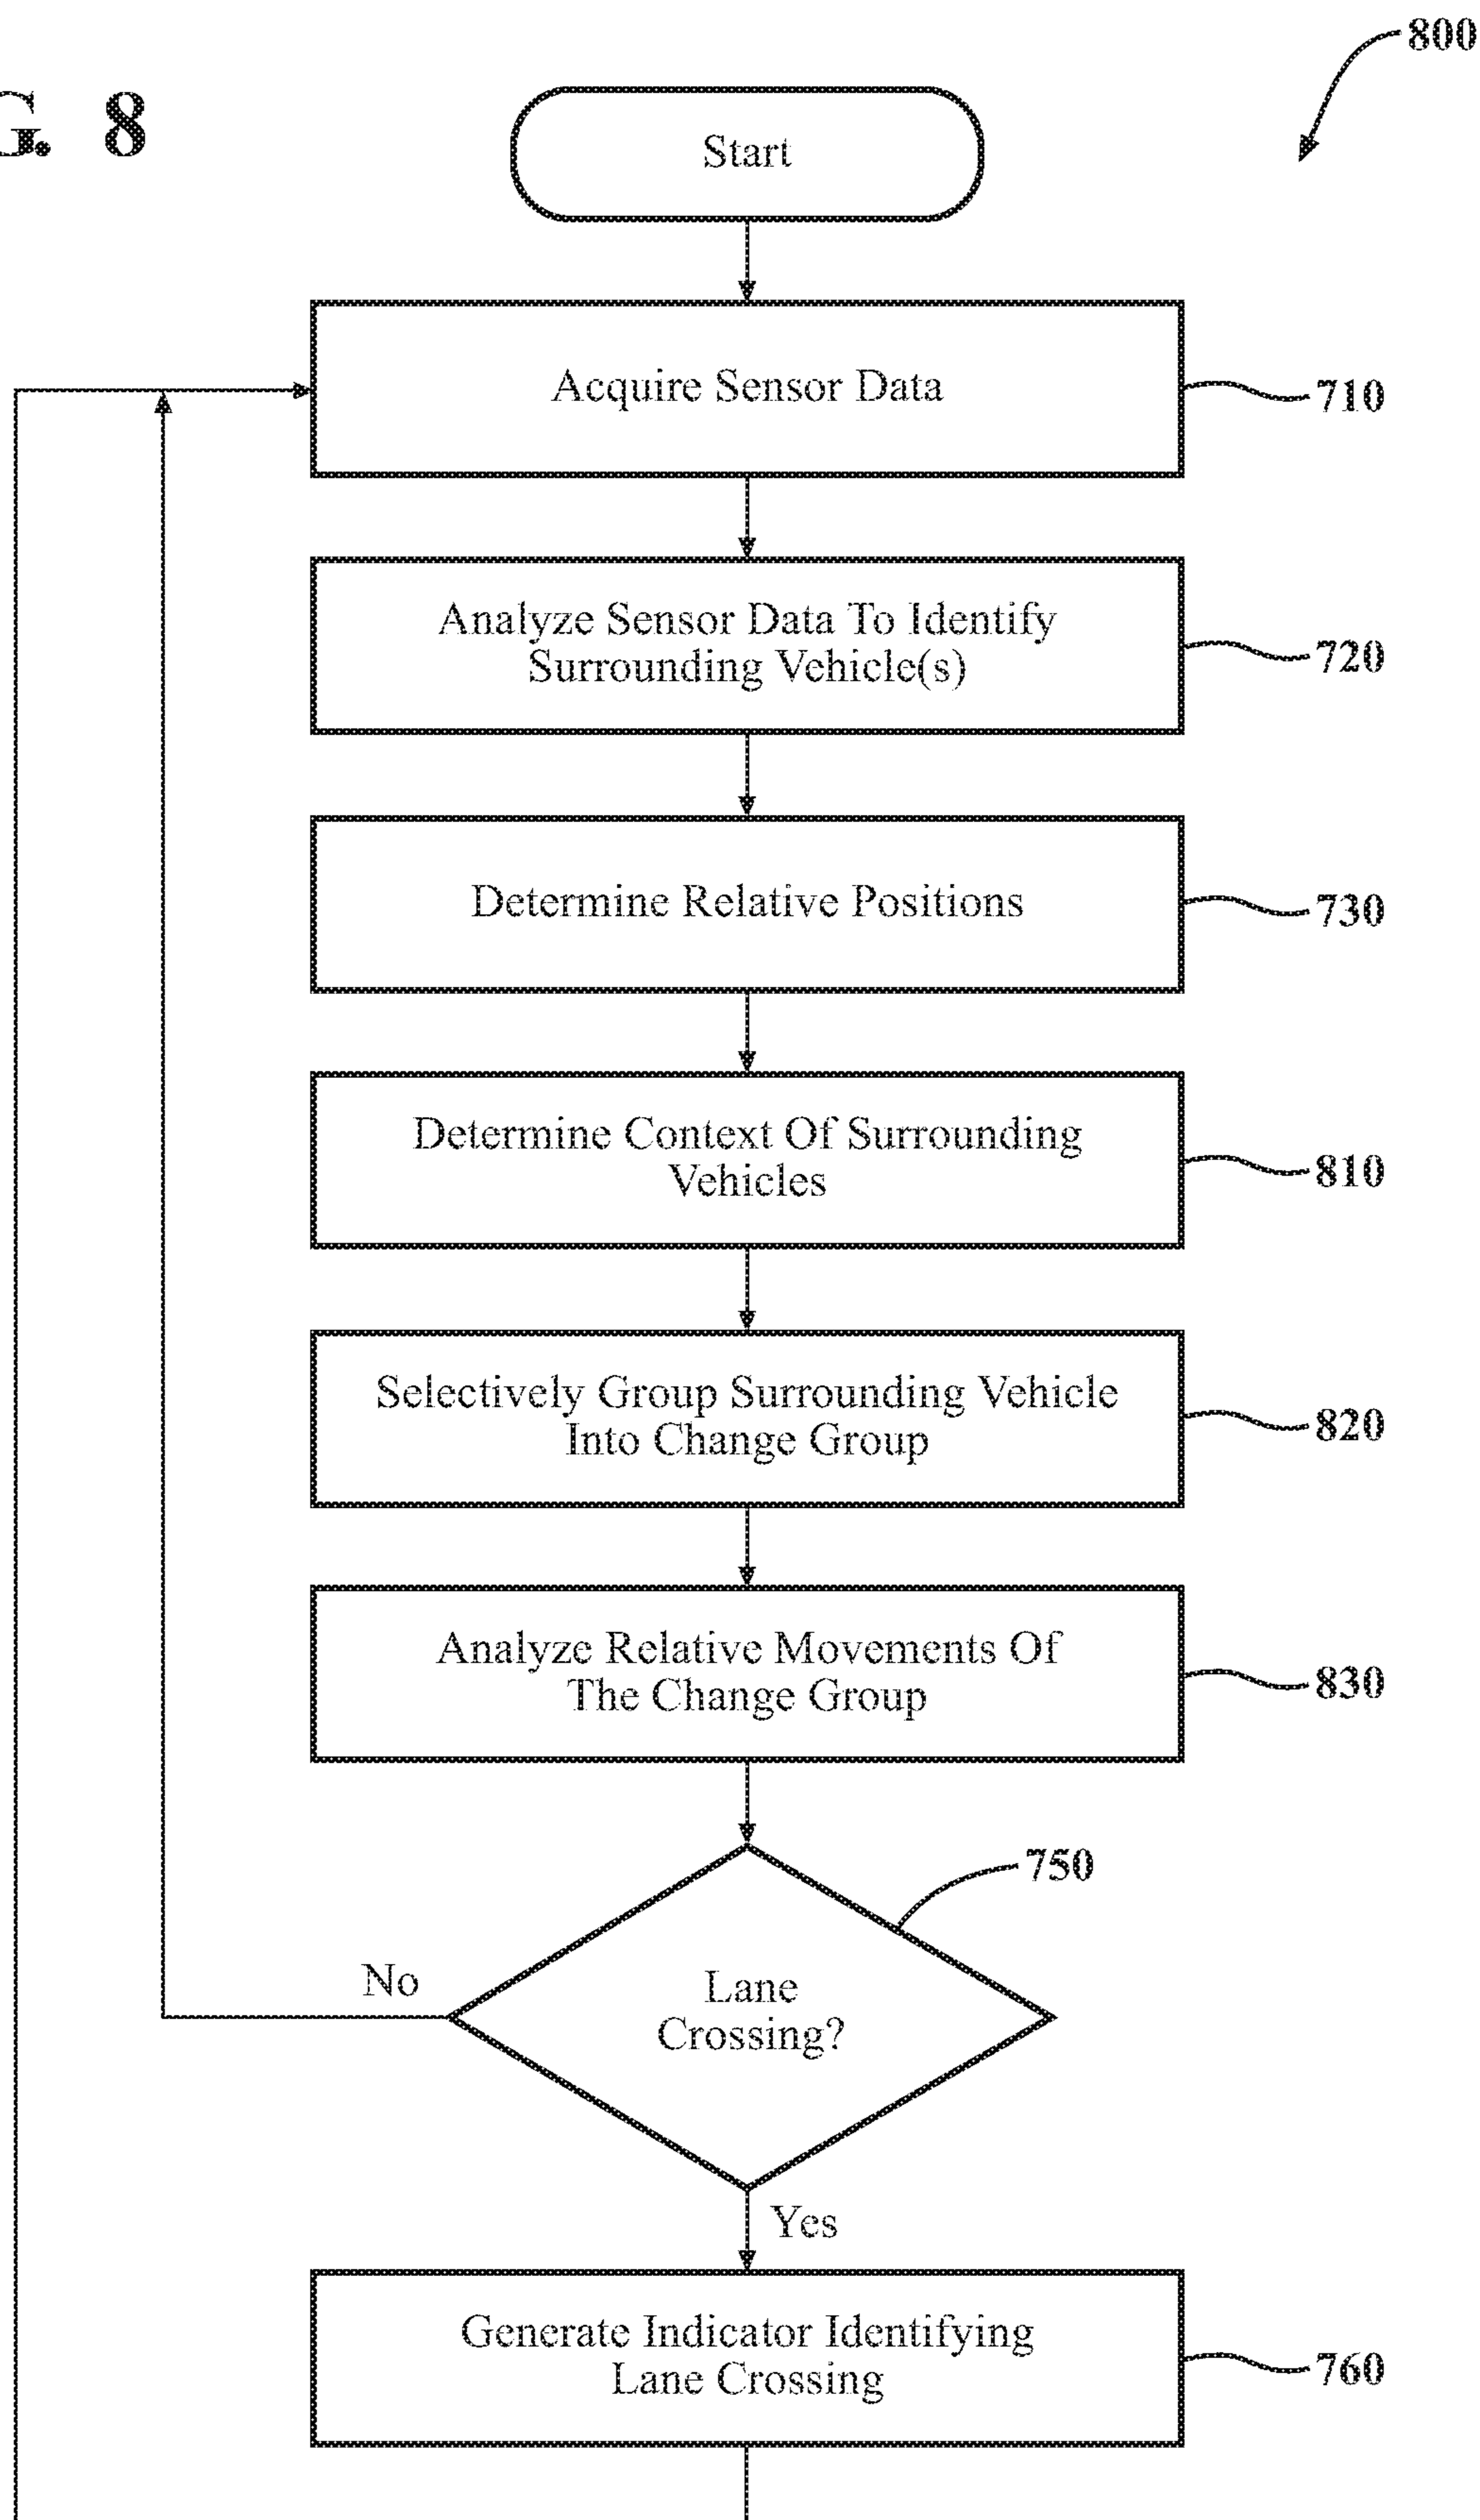 800
G. 8
Start
Acquire Sensor Data
710
Analyze Sensor Data To Identify
Surrounding Vehicle(s)
720
Determine Relative Positions
730
Determine Context Of Surrounding
Vehicles
810
Selectively Group Surrounding Vehicle
Into Change Group
820
Analyze Relative Movements Of
The Change Group
830
750
No
Lane
Crossing?
Yes
Generate Indicator Identifying
Lane Crossing
760